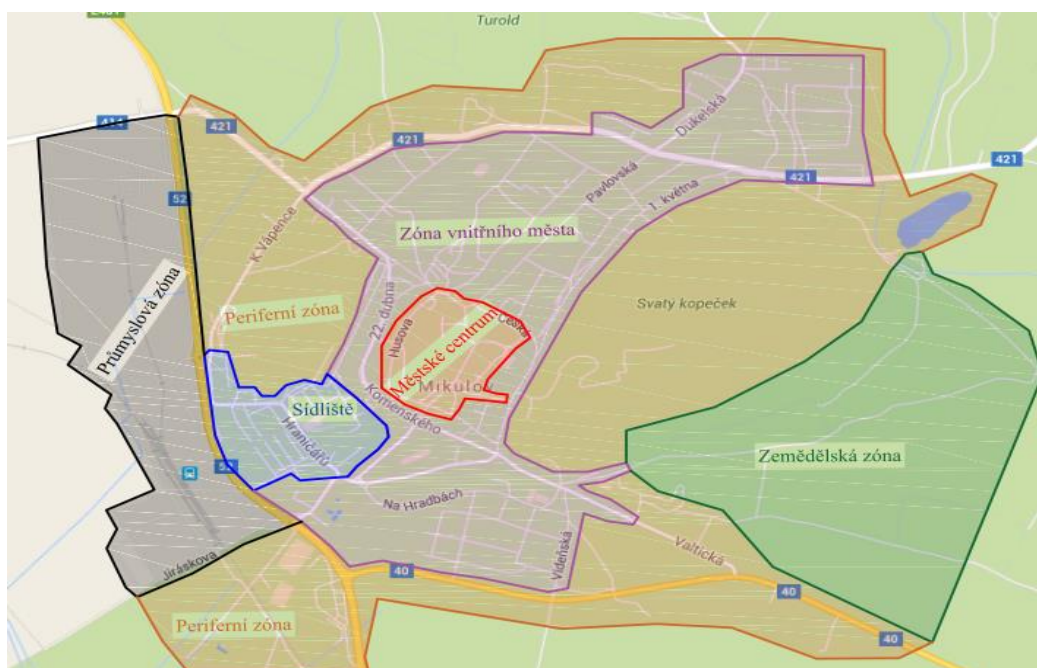 Turold
414
421
421
Dukelská
421
421
52
Pavlovská
1. května
K Vápence
Zóna vnitřního města
Průmyslová zóna
Periferní zóna
22. dubna
Husova
Česká
Městské centrum
Svatý kopeček
Mikulov
Sídliště
Komenského
Hraničářů
Zemědělská zóna
Na Hradbách
Valtická
Vídeňská
Jiráskova
40
40
Periferní zóna
40